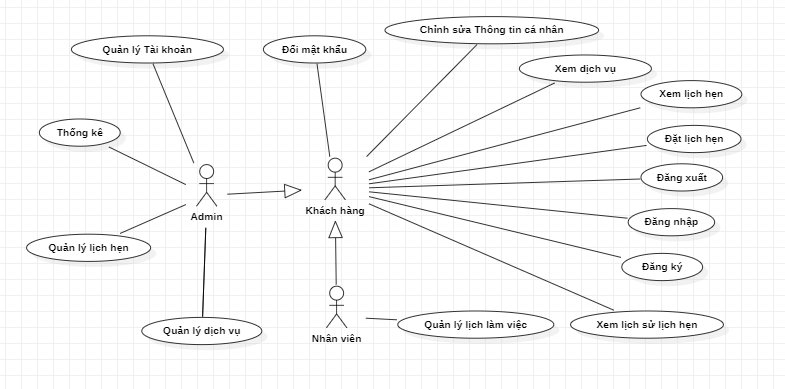 Chỉnh sửa Thông tin cá nhân
Quản lý Tài khoản
Đổi mật khẩu
Xem dịch vụ
Xem lịch hẹn
Thống kê
Đặt lịch hẹn
Đăng xuất
Khách hàng
Admin
Đăng nhập
Quản lý lịch hẹn
Đăng ký
Quản lý dịch vụ
Nhân viên
Quản lý lịch làm việc
Xem lịch sử lịch hẹn